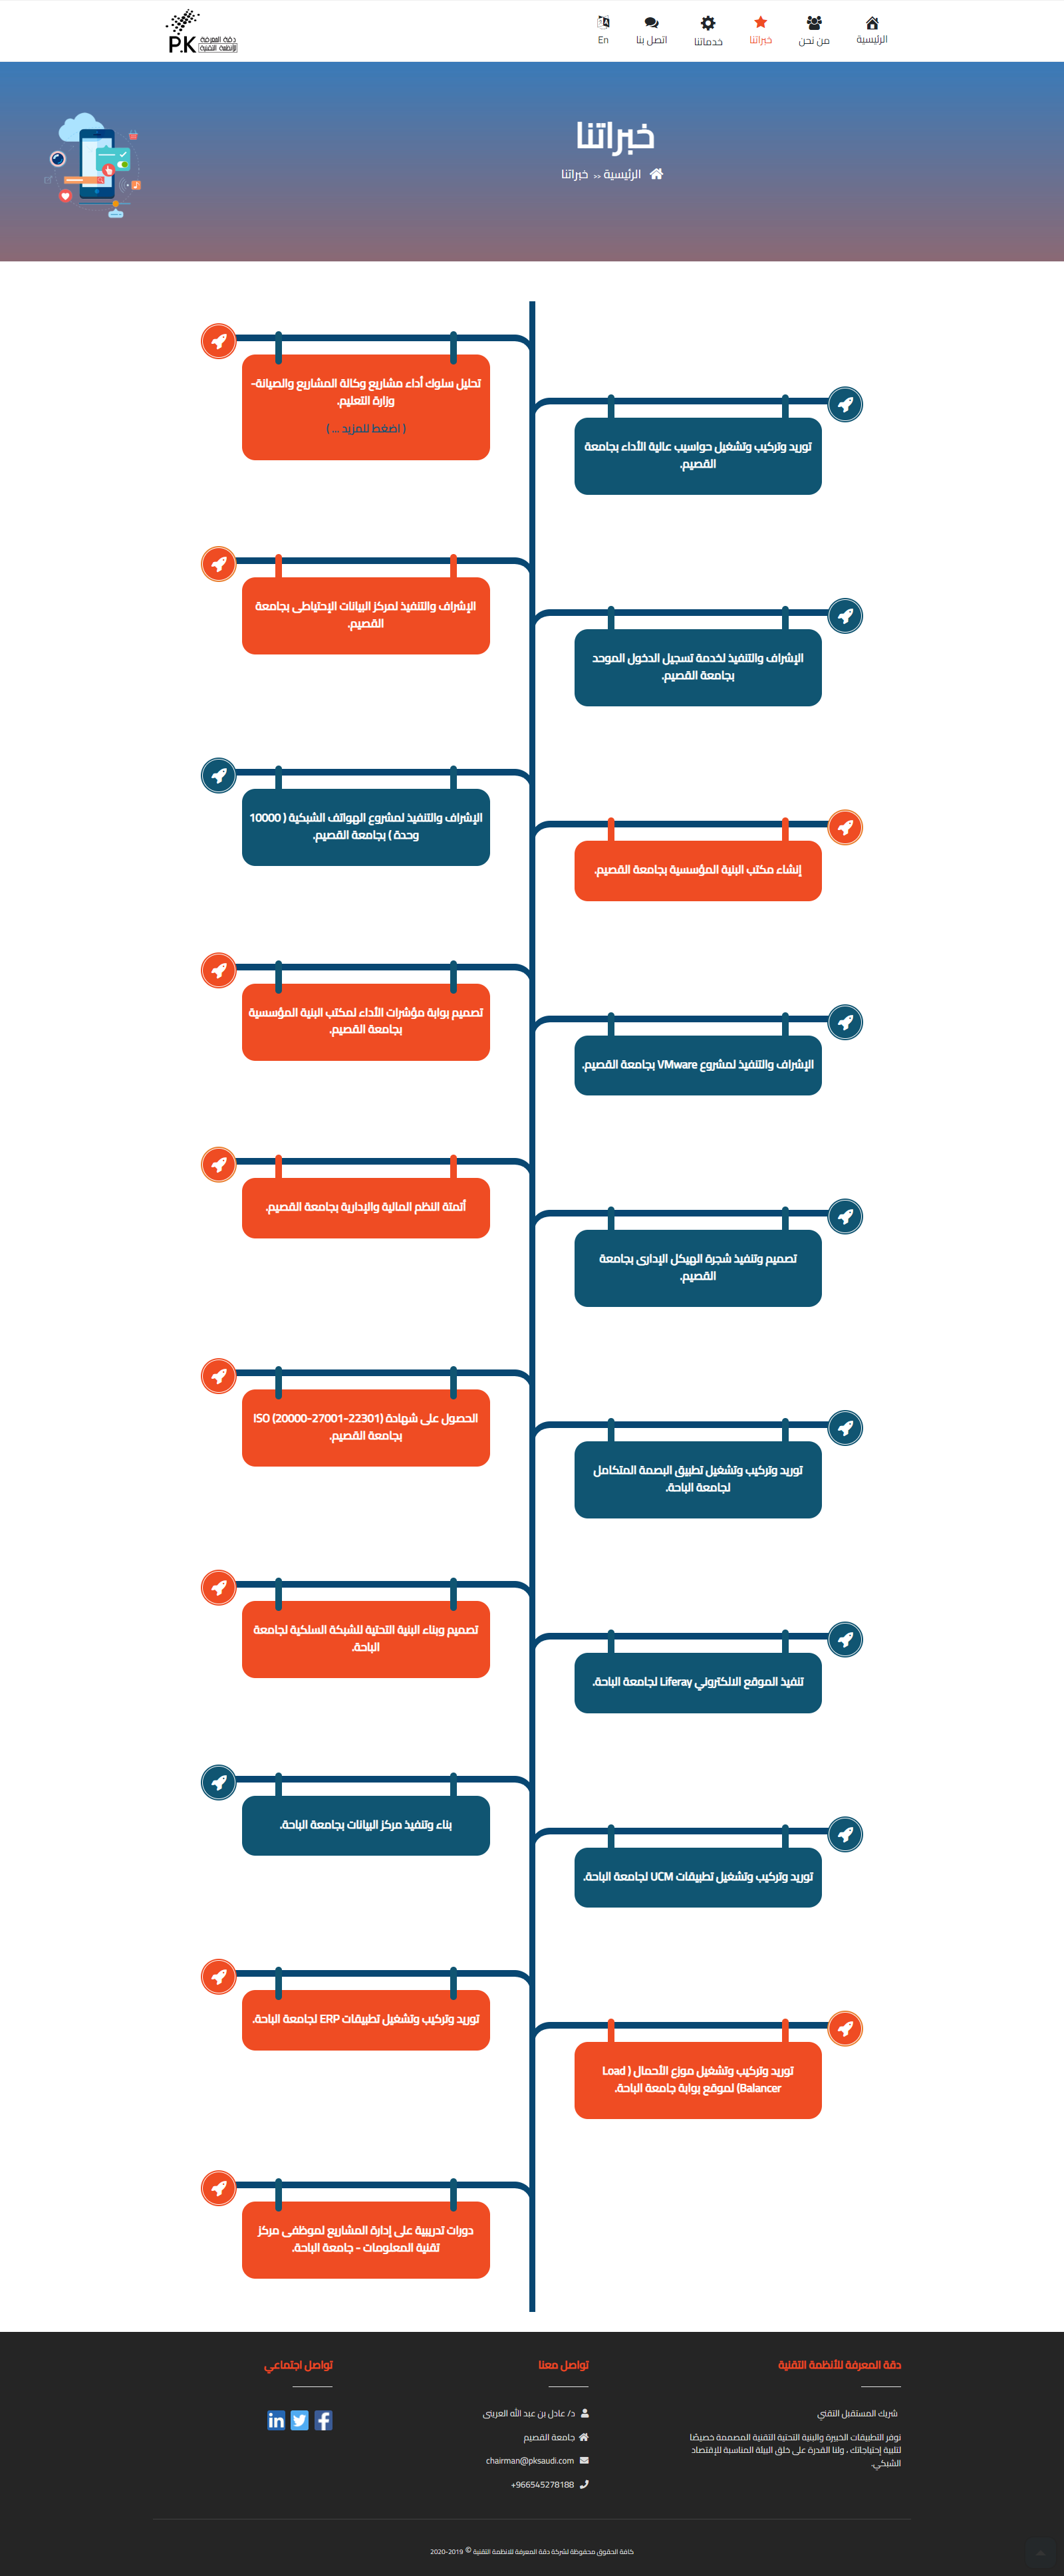 الرئيسية
من نحن
خبراتنا
خدماتنا
اتصل بنا
En
دقة المعرفة
للأنظمة التقنية
P.K
خبراتنا
الرئيسية >> خبراتنا
تحليل سلوك أداء مشاريع وكالة المشاريع والصيانة-
وزارة التعليم.
( اضغط للمزيد ... )
توريد وتركيب وتشغيل حواسيب عالية الأداء بجامعة
القصيم.
الإشراف والتنفيذ لمركز البيانات الإحتياطى بجامعة
القصيم.
الإشراف والتنفيذ لخدمة تسجيل الدخول الموحد
بجامعة القصيم.
الإشراف والتنفيذ لمشروع الهواتف الشبكية ( 10000
وحدة ) بجامعة القصيم.
إنشاء مكتب البنية المؤسسية بجامعة القصيم.
تصميم بوابة مؤشرات الأداء لمكتب البنية المؤسسية
بجامعة القصيم.
الإشراف والتنفيذ لمشروع VMware بجامعة القصيم.
أتمتة النظم المالية والإدارية بجامعة القصيم.
تصميم وتنفيذ شجرة الهيكل الإدارى بجامعة
القصيم.
الحصول على شهادة ISO (20000-27001-22301)
بجامعة القصيم.
توريد وتركيب وتشغيل تطبيق البصمة المتكامل
لجامعة الباحة.
تصميم وبناء البنية التحتية للشبكة السلكية لجامعة
الباحة.
تنفيذ الموقع الالكتروني Liferay لجامعة الباحة.
بناء وتنفيذ مركز البيانات بجامعة الباحة.
توريد وتركيب وتشغيل تطبيقات UCM لجامعة الباحة.
توريد وتركيب وتشغيل تطبيقات ERP لجامعة الباحة.
توريد وتركيب وتشغيل موزع الأحمال ( Load
Balancer) لموقع بوابة جامعة الباحة.
دورات تدريبية على إدارة المشاريع لموظفى مركز
تقنية المعلومات - جامعة الباحة.
دقة المعرفة للأنظمة التقنية
شريك المستقبل التقني
نوفر التطبيقات الخبيرة والبنية التحتية التقنية المصممة خصيصًا
لتلبية إحتياجاتك ، ولنا القدرة على خلق البيئة المناسبة للإقتصاد
الشبكي.
تواصل معنا
د/ عادل بن عبد الله العرينى
جامعة القصيم
chairman@pksaudi.com
+966545278188
تواصل اجتماعي
كافة الحقوق محفوظة لشركة دقة المعرفة للانظمة التقنية © 2019-2020